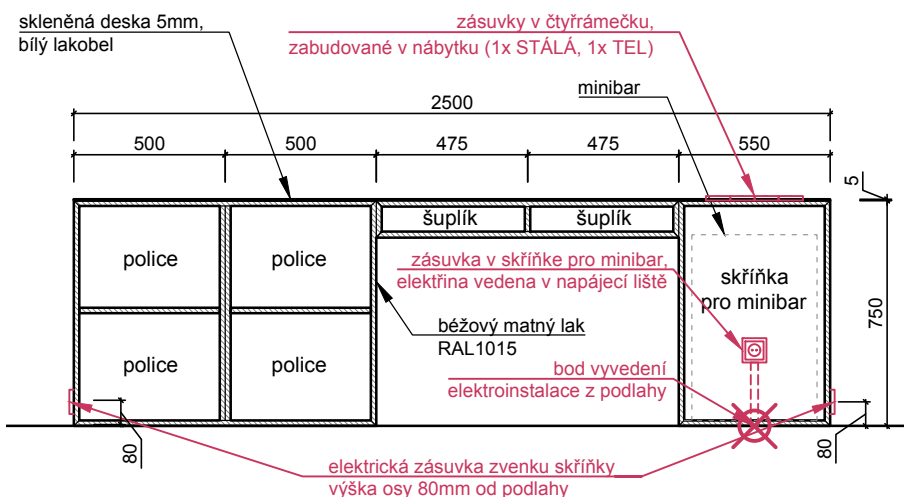 skleněná deska 5mm,
bílý lakobel
zásuvky v čtyřrámečku,
zabudované v nábytku (1x STÁLÁ, 1x TEL)
minibar
2500
500
500
475
475
550
5
šuplík
šuplík
police
police
zásuvka v skříňke pro minibar,
elektřina vedena v napájecí liště
skříňka
pro minibar
750
béžový matný lak
RAL1015
police
police
bod vyvedení
elektroinstalace z podlahy
80
80
elektrická zásuvka zvenku skříňky
výška osy 80mm od podlahy